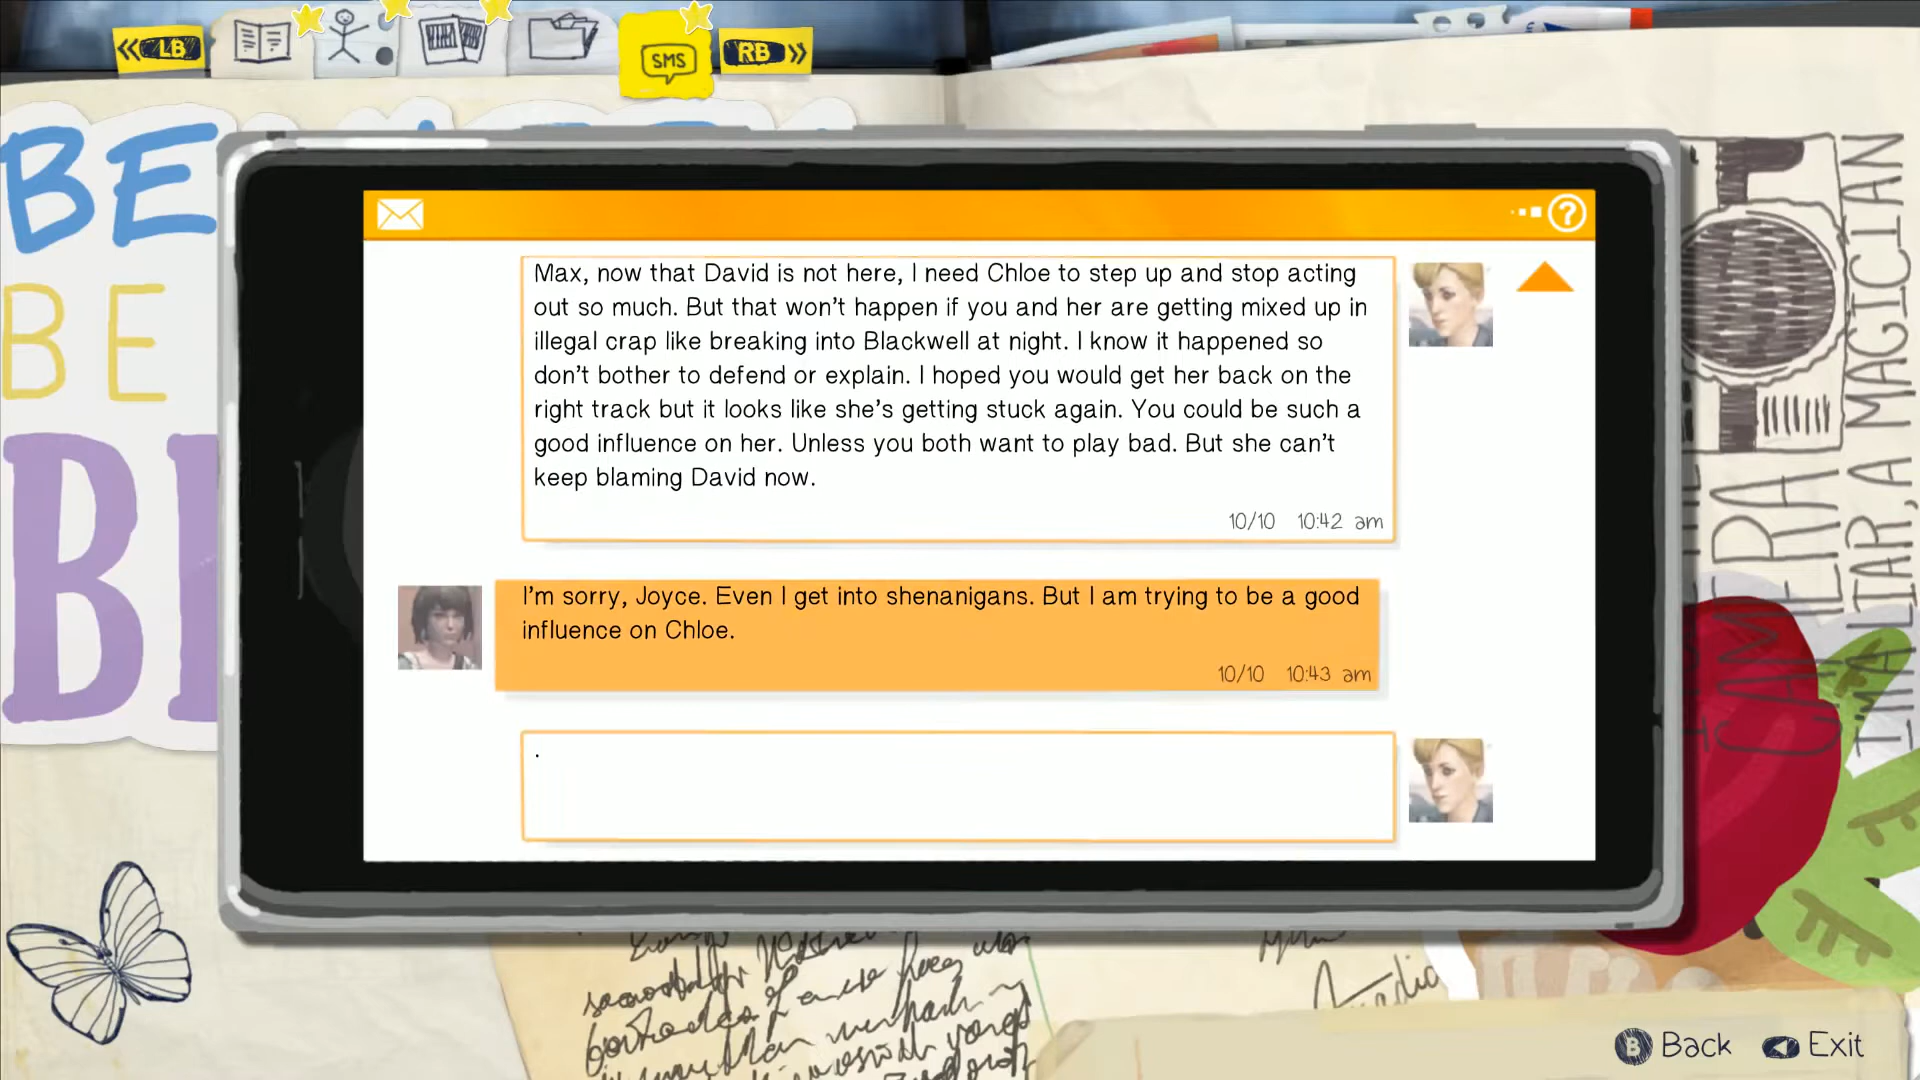 LB
SMS
RB
BE
BE
Max, now that David is not here, I need Chloe to step up and stop acting
out so much. But that won't happen if you and her are getting mixed up in
illegal crap like breaking into Blackwell at night. I know it happened so
don't bother to defend or explain. I hoped you would get her back on the
right track but it looks like she's getting stuck again. You could be such a
good influence on her. Unless you both want to play bad. But she can't
keep blaming David now.
10/10 10:42 am
I'm sorry, Joyce. Even I get into shenanigans. But I am trying to be a good
influence on Chloe.
10/10 10:43 am
.
?
CAMERA
I'M A LIAR, A MAGICIAN
B Back
Exit